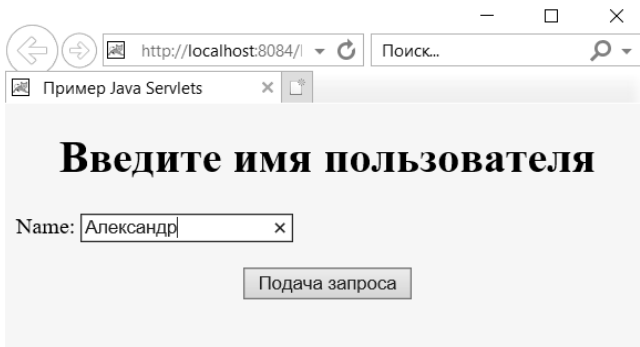 http://localhost:8084/
Поиск...
Пример Java Servlets
Введите имя пользователя
Name: Александр
Подача запроса